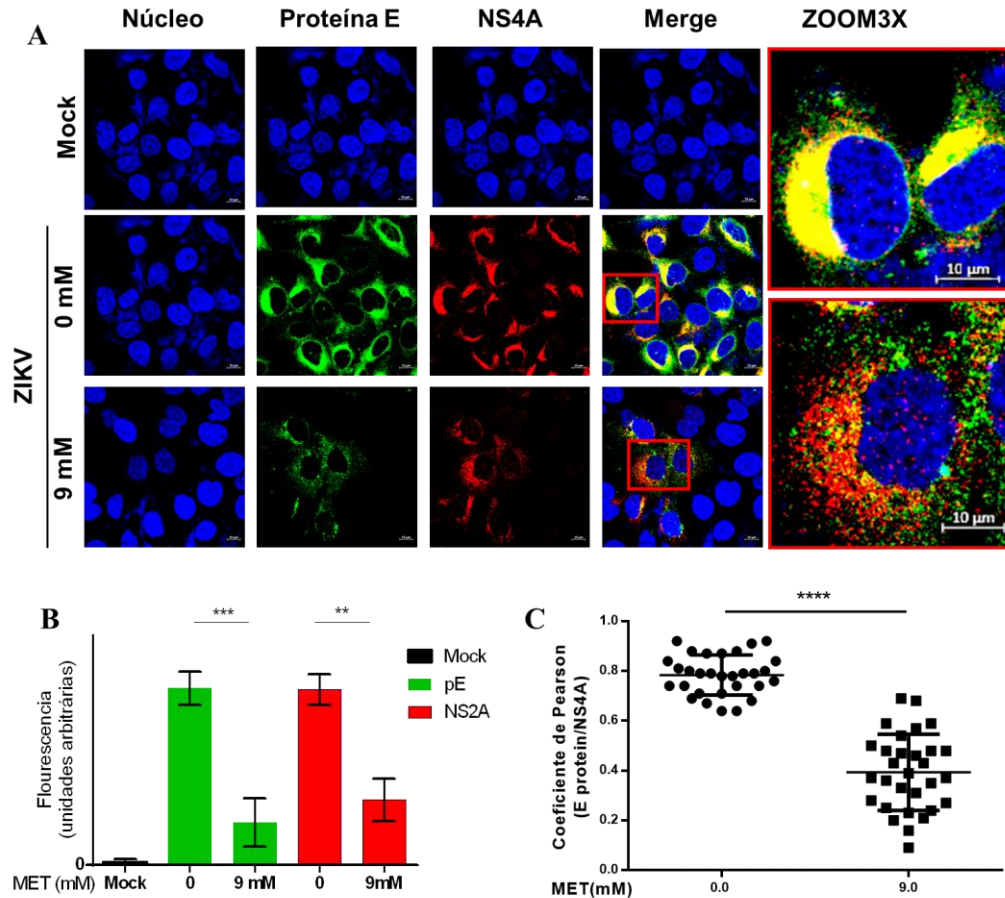 A
Núcleo Proteína E NS4A Merge ZOOM3X
Mock
ZIKV
0 mM
9 mM
10 µm
10 µm
B
Flourescencia
(unidades arbitrárias)
***
**
Mock
pE
NS2A
0
MET (mM) Mock 0 9 mM 0 9mM
C
Coeficiente de Pearson
(E protein/NS4A)
****
1.0
0.8
0.6
0.4
0.2
0.0
MET(mM) 0.0 9.0